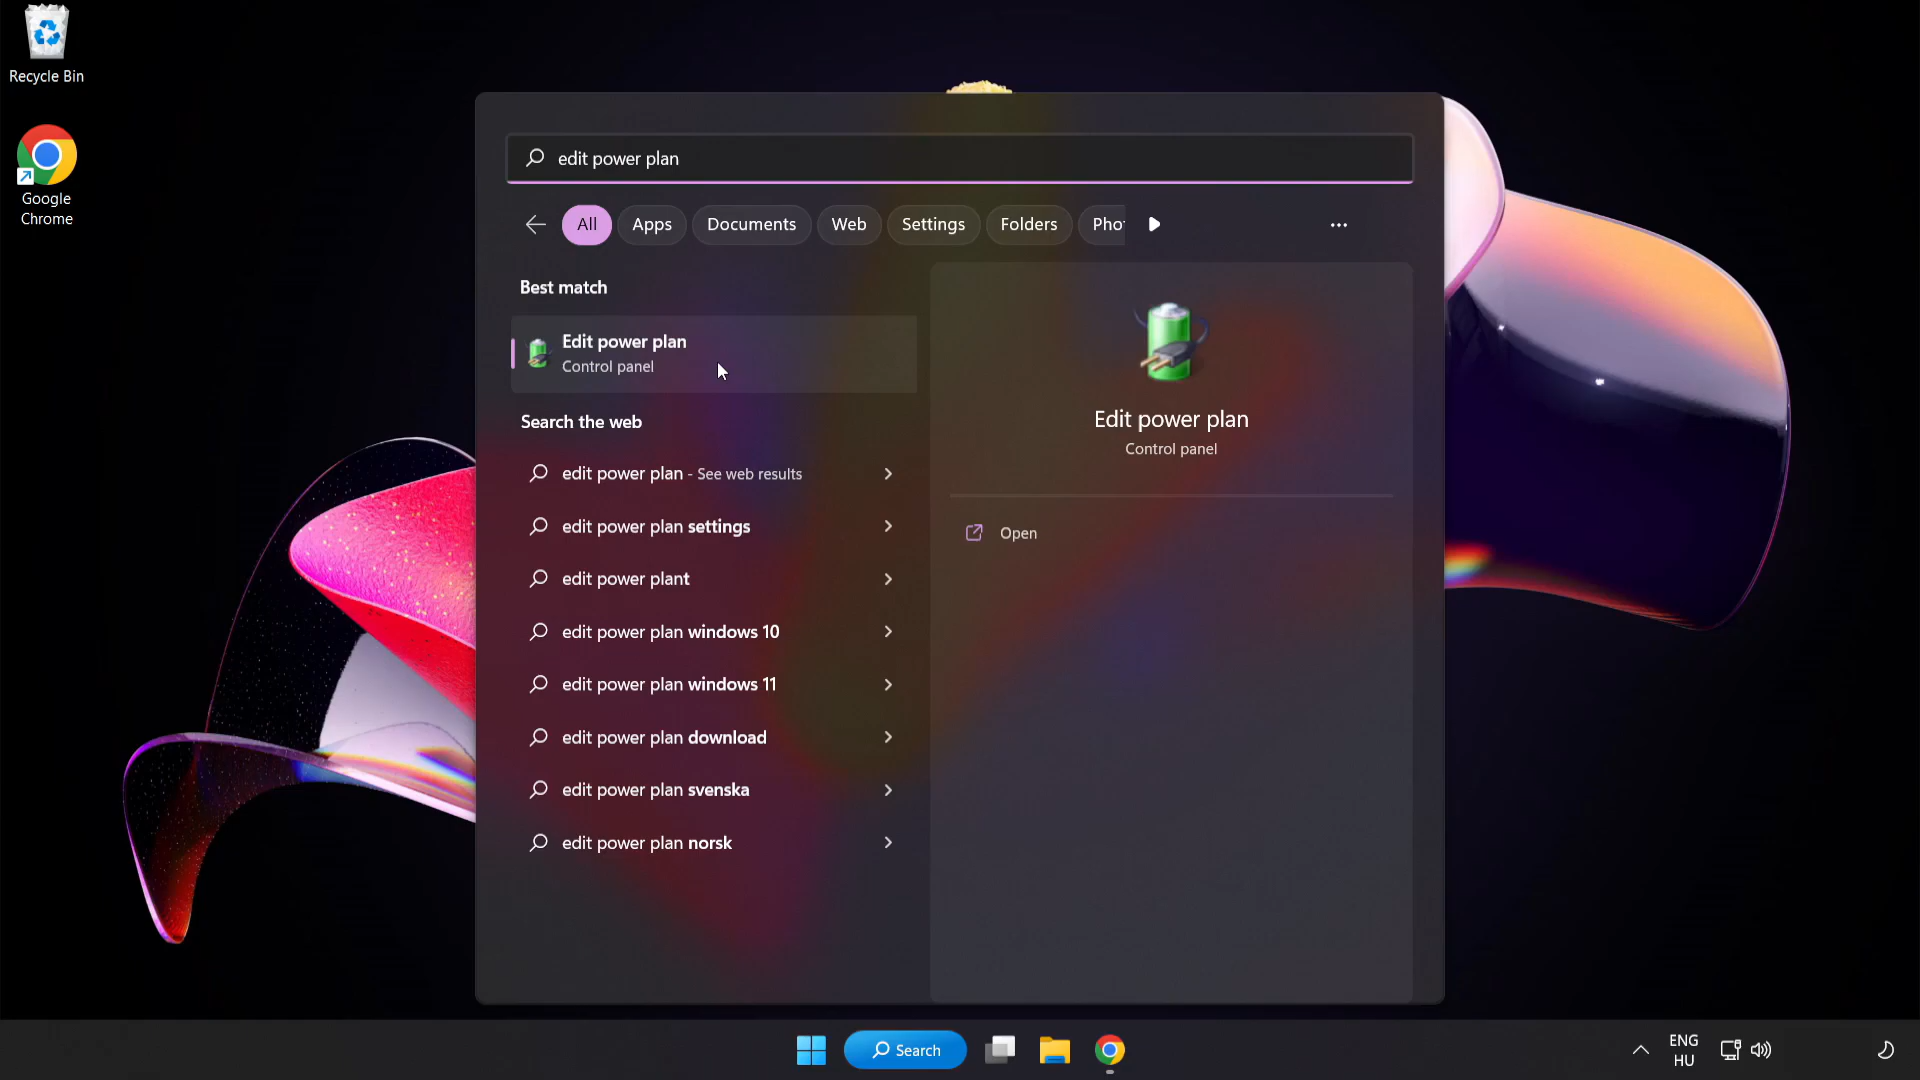 Recycle Bin
Google
Chrome
edit power plan
All Apps Documents Web Settings Folders Pho
Best match
Edit power plan
Control panel
Search the web
edit power plan - See web results
edit power plan settings
edit power plant
edit power plan windows 10
edit power plan windows 11
edit power plan download
edit power plan svenska
edit power plan norsk
Edit power plan
Control panel
Open
Search
ENG
HU